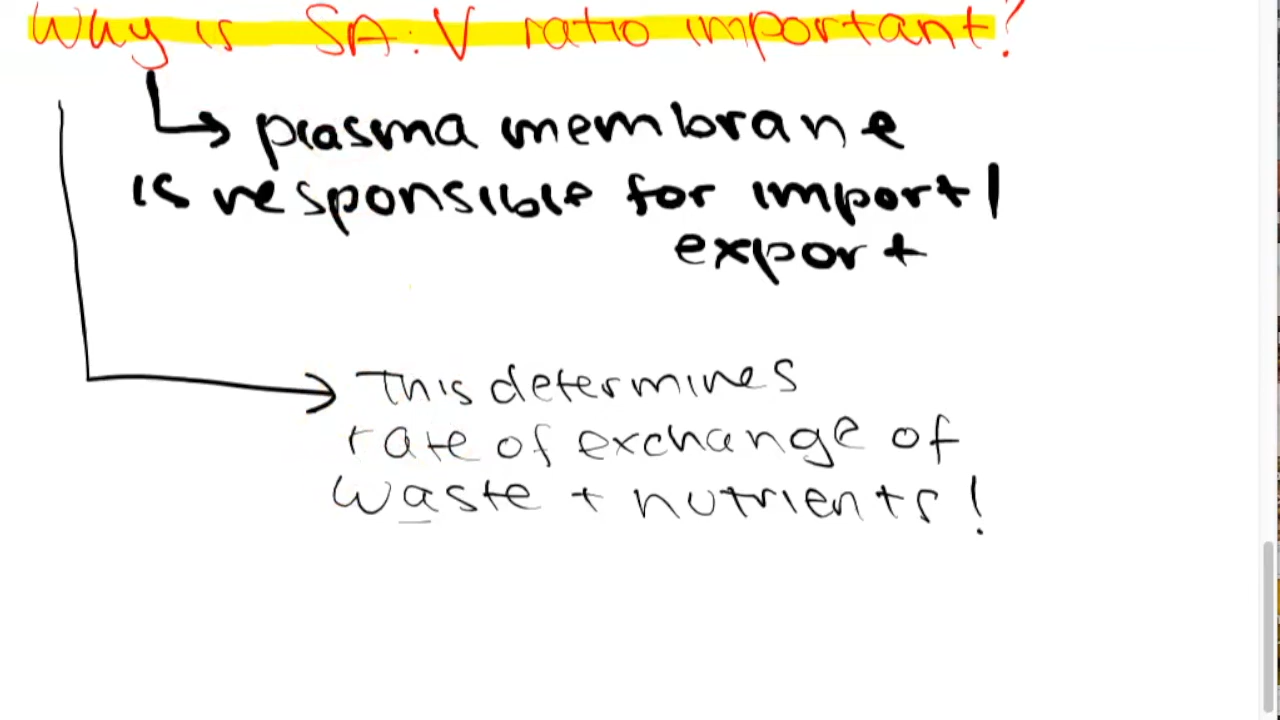 Why is SA:V ratio important?
plasma membrane
is responsible for import/
export
This determines
rate of exchange of
waste + nutrients!